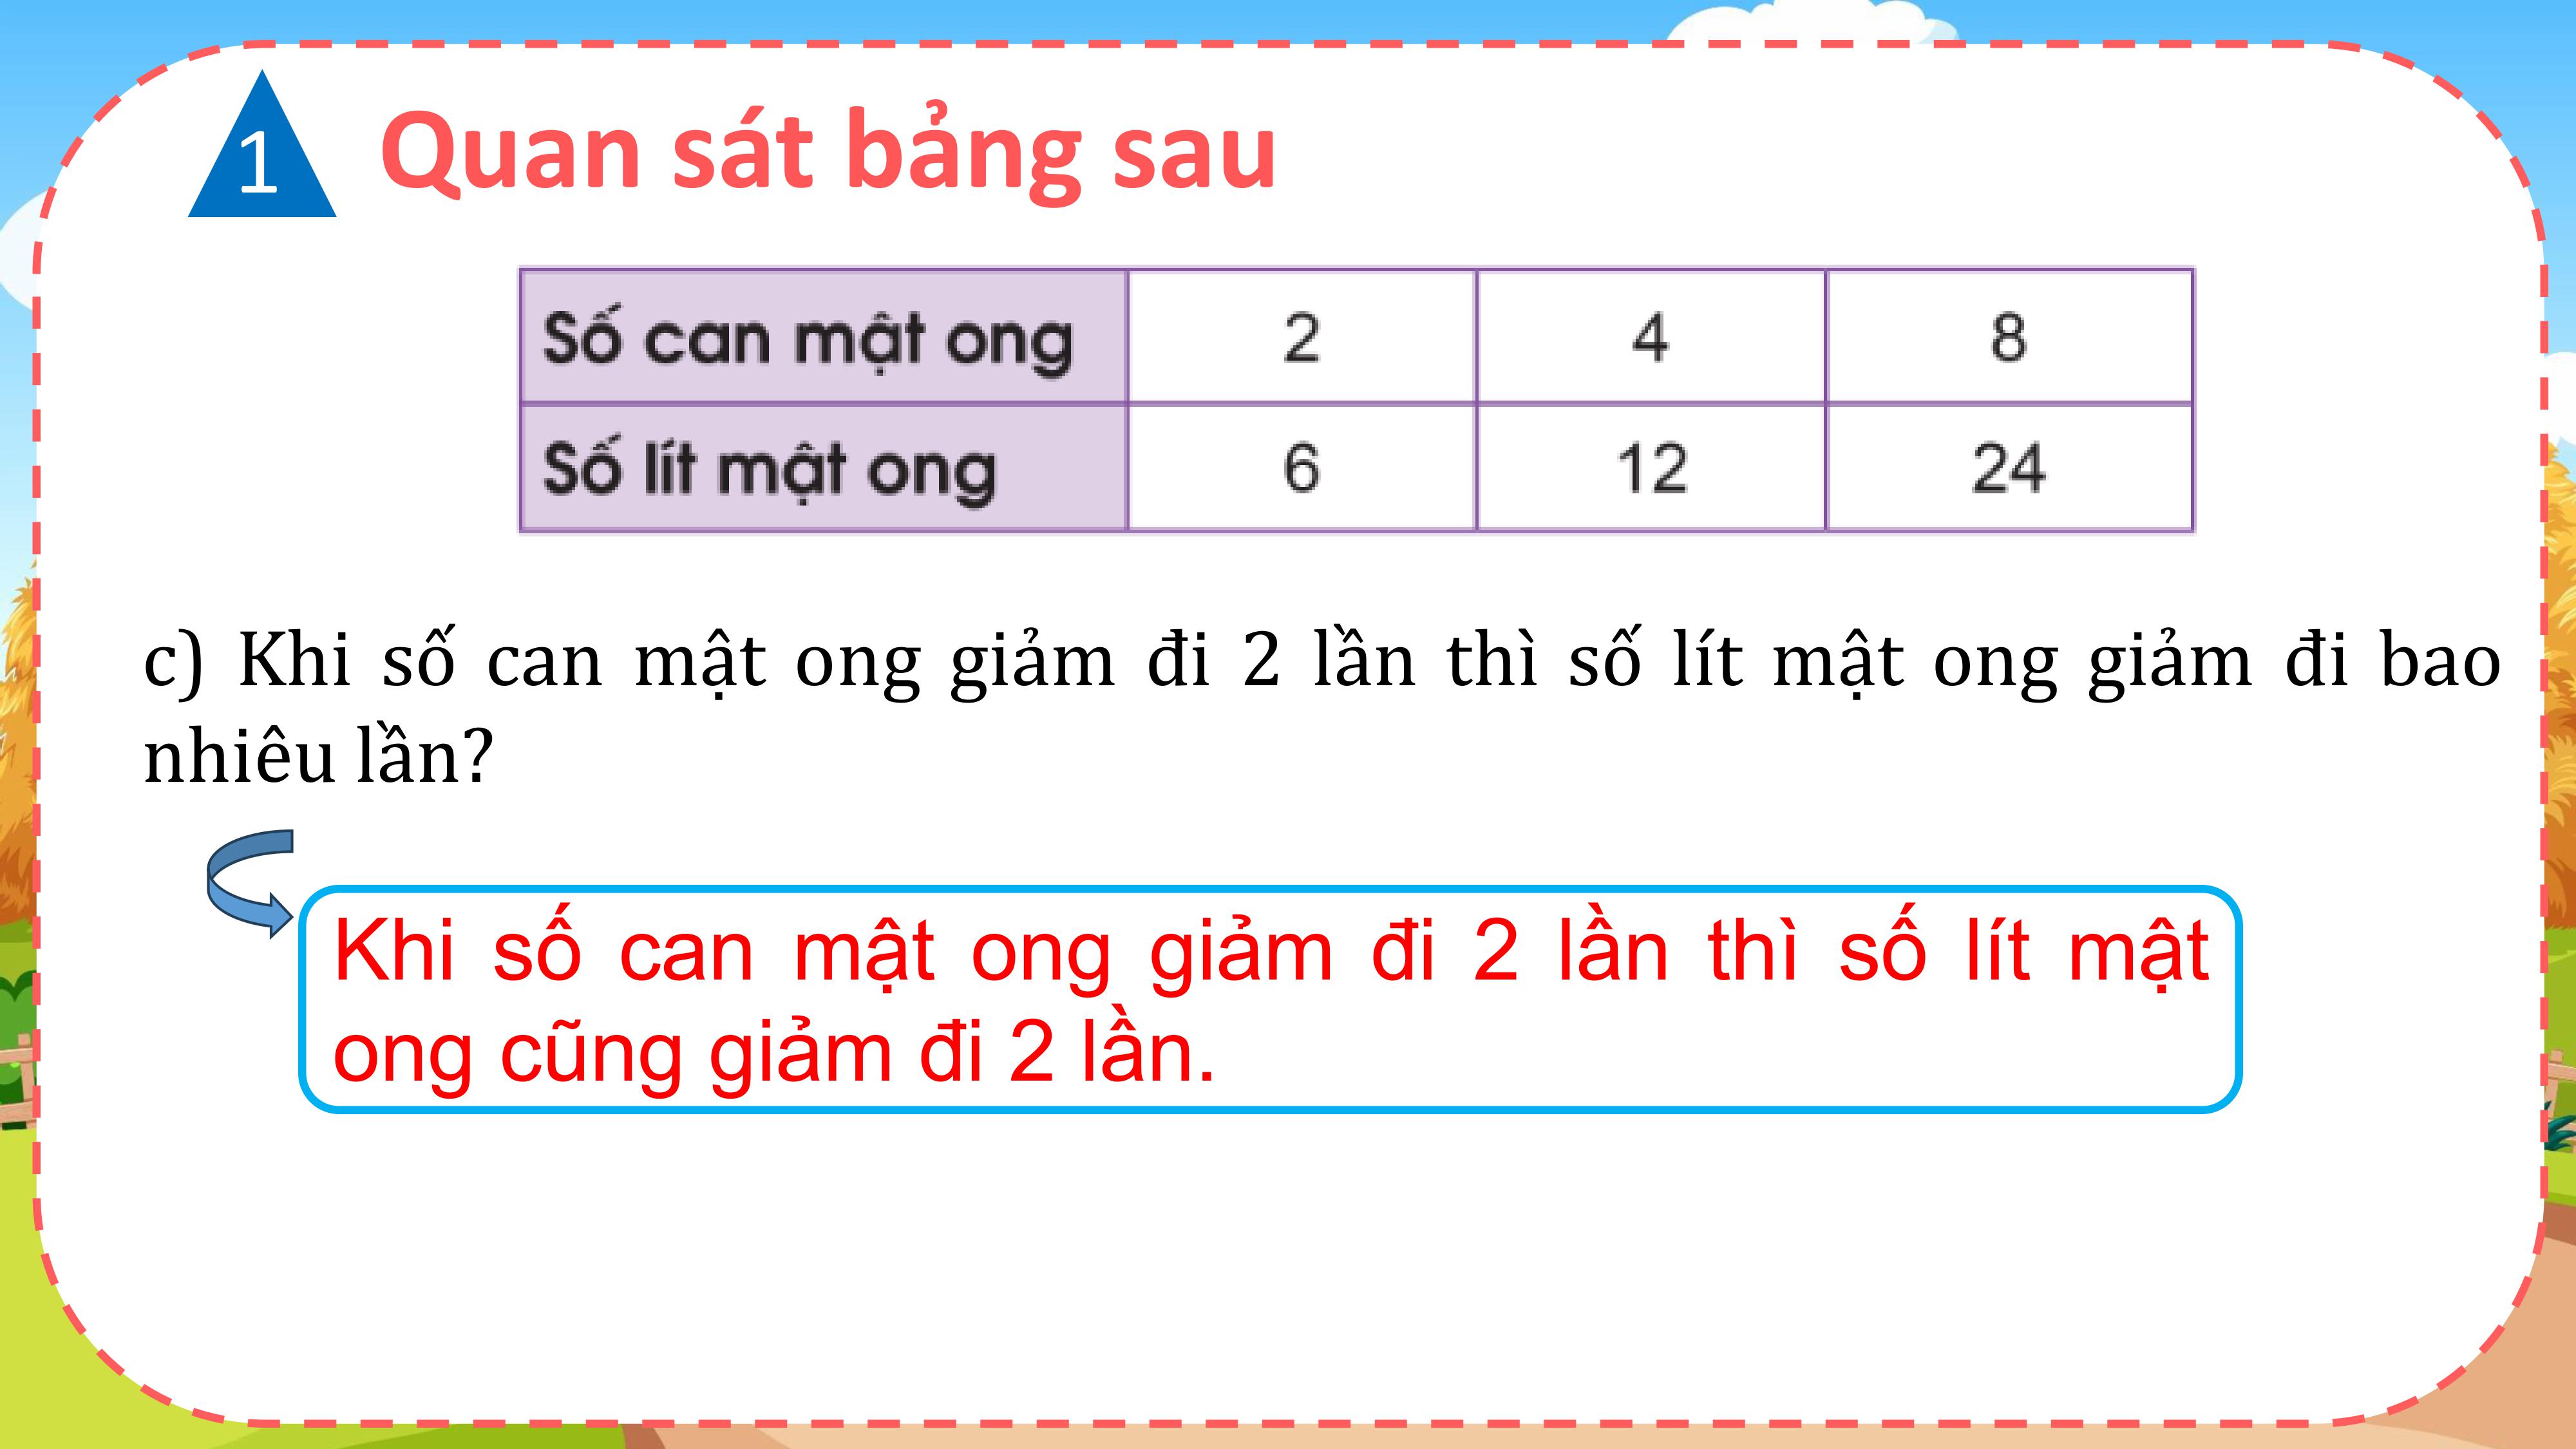 1 Quan sát bảng sau
Số can mật ong 2 4 8
Số lít mật ong 6 12 24
c) Khi số can mật ong giảm đi 2 lần thì số lít mật ong giảm đi bao
nhiêu lần?
Khi số can mật ong giảm đi 2 lần thì số lít mật
ong cũng giảm đi 2 lần.